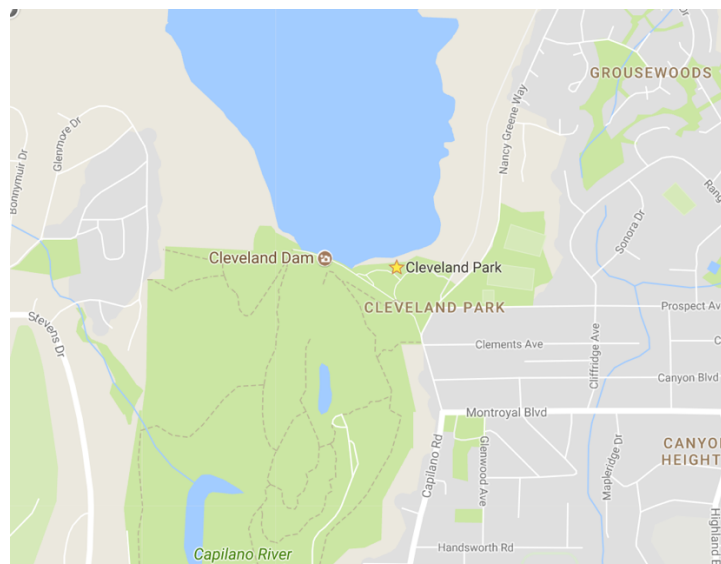 GROUSEWOODS
Nancy Greene Way
Glenmore Dr
Bonnymuir Dr
Sonora Dr
Cleveland Dam
Cleveland Park
CLEVELAND PARK
Prospect Av
Stevens Dr
Clements Ave
Cliffridge Ave
Canyon Blvd
Montroyal Blvd
CANYO
HEIGHT
Capilano Rd
Glenwood Ave
Mapleridge Dr
Highland B
Handsworth Rd
Capilano River